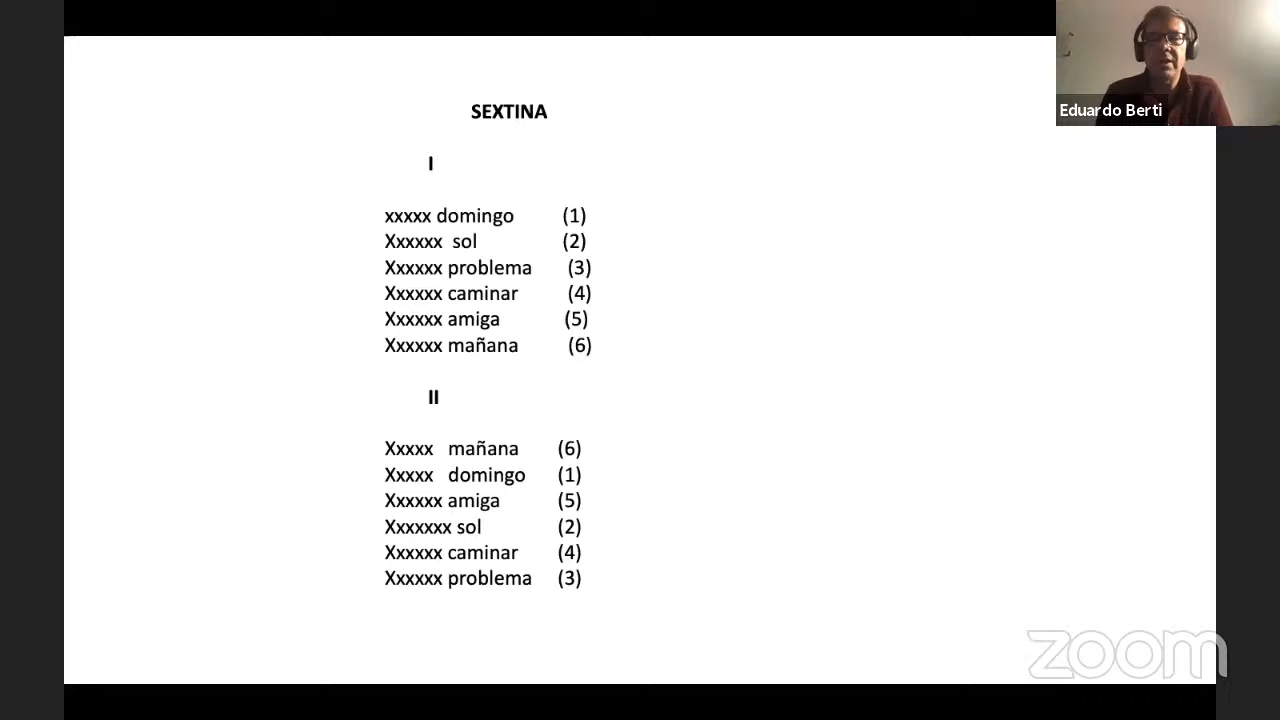 SEXTINA
I
xxxxx domingo (1)
Xxxxxx sol (2)
Xxxxxx problema (3)
Xxxxxx caminar (4)
Xxxxxx amiga (5)
Xxxxxx mañana (6)
II
Xxxxx mañana (6)
Xxxxx domingo (1)
Xxxxxx amiga (5)
Xxxxxxx sol (2)
Xxxxxx caminar (4)
Xxxxxx problema (3)
Eduardo Berti
zoom